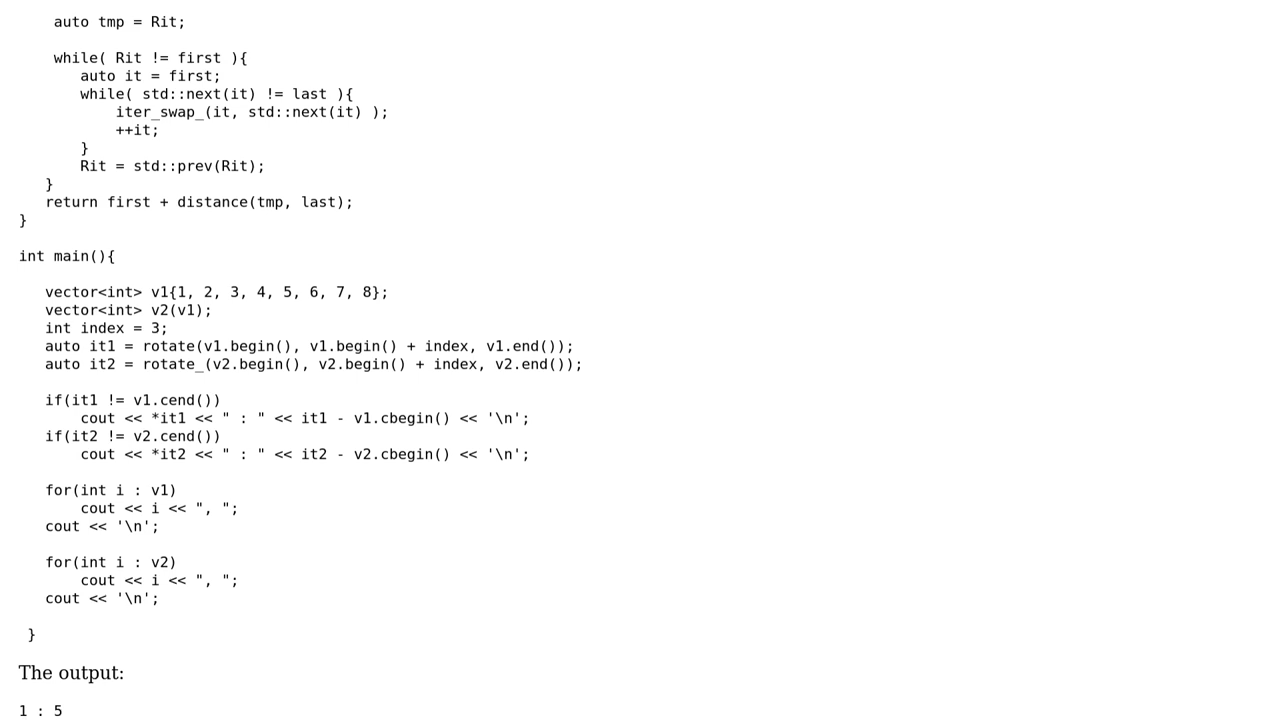 auto tmp = Rit;

    while( Rit != first ){
       auto it = first;
       while( std::next(it) != last ){
           iter_swap_(it, std::next(it) );
           ++it;
       }
       Rit = std::prev(Rit);
   }
   return first + distance(tmp, last);
}

int main(){

   vector<int> v1{1, 2, 3, 4, 5, 6, 7, 8};
   vector<int> v2(v1);
   int index = 3;
   auto it1 = rotate(v1.begin(), v1.begin() + index, v1.end());
   auto it2 = rotate_(v2.begin(), v2.begin() + index, v2.end());

   if(it1 != v1.cend())
       cout << *it1 << " : " << it1 - v1.cbegin() << '\n';
   if(it2 != v2.cend())
       cout << *it2 << " : " << it2 - v2.cbegin() << '\n';

   for(int i : v1)
       cout << i << ", ";
   cout << '\n';

   for(int i : v2)
       cout << i << ", ";
   cout << '\n';

 }

The output:

1 : 5